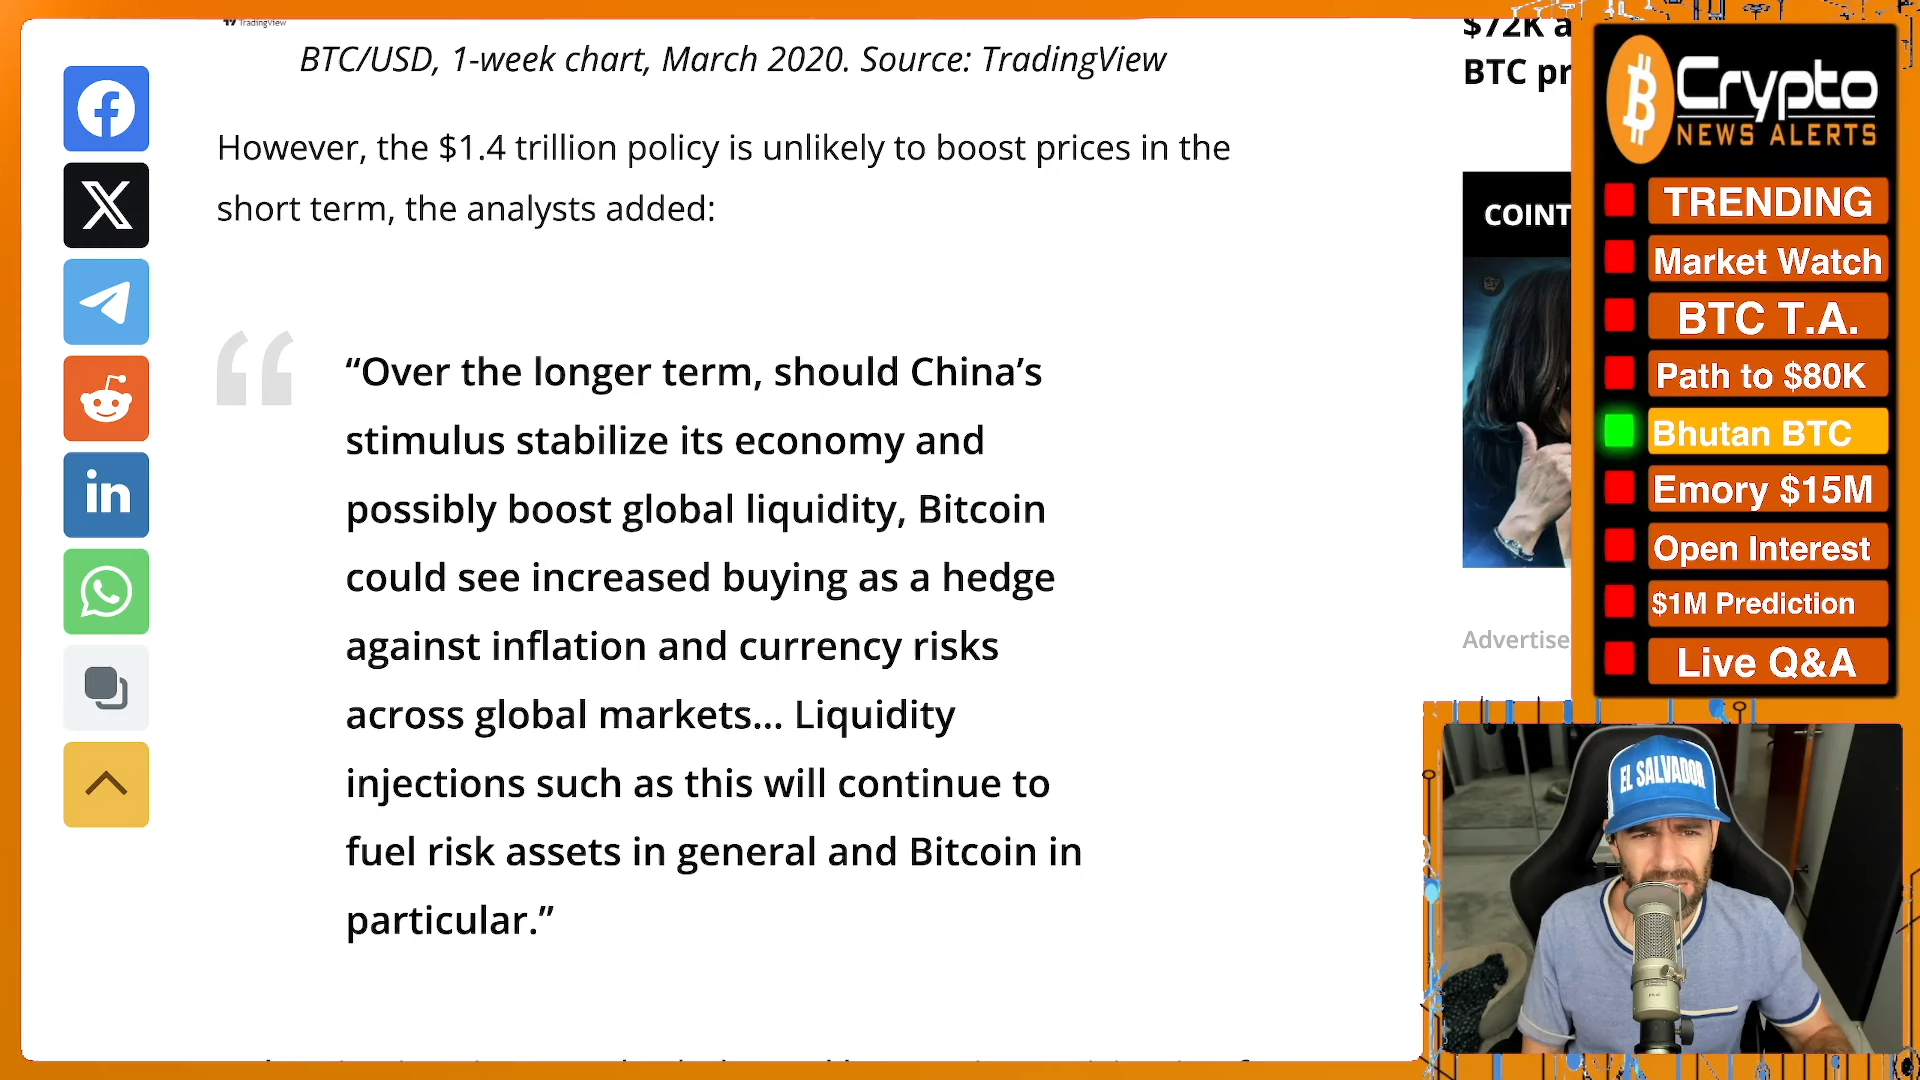 TradingView
BTC/USD, 1-week chart, March 2020. Source: TradingView
However, the $1.4 trillion policy is unlikely to boost prices in the
short term, the analysts added:
“Over the longer term, should China’s
stimulus stabilize its economy and
possibly boost global liquidity, Bitcoin
could see increased buying as a hedge
against inflation and currency risks
across global markets… Liquidity
injections such as this will continue to
fuel risk assets in general and Bitcoin in
particular.”
$72K a
BTC pr
COINT
Advertise
Crypto
NEWS ALERTS
TRENDING
Market Watch
BTC T.A.
Path to $80K
Bhutan BTC
Emory $15M
Open Interest
$1M Prediction
Live Q&A
EL SALVADOR